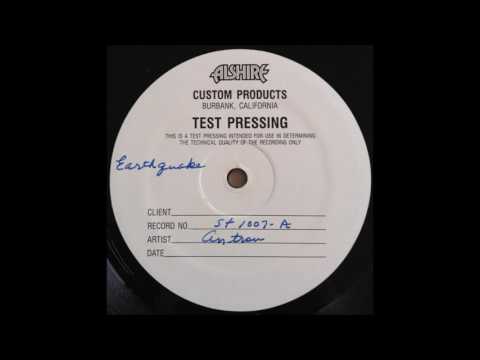 ALSHIRE
CUSTOM PRODUCTS
BURBANK, CALIFORNIA
TEST PRESSING
THIS IS A TEST PRESSING INTENDED FOR USE IN DETERMINING
THE TECHNICAL QUALITY OF THE RECORDING ONLY
Earthquake
CLIENT
RECORD NO. St 1007-A
ARTIST Antron
DATE